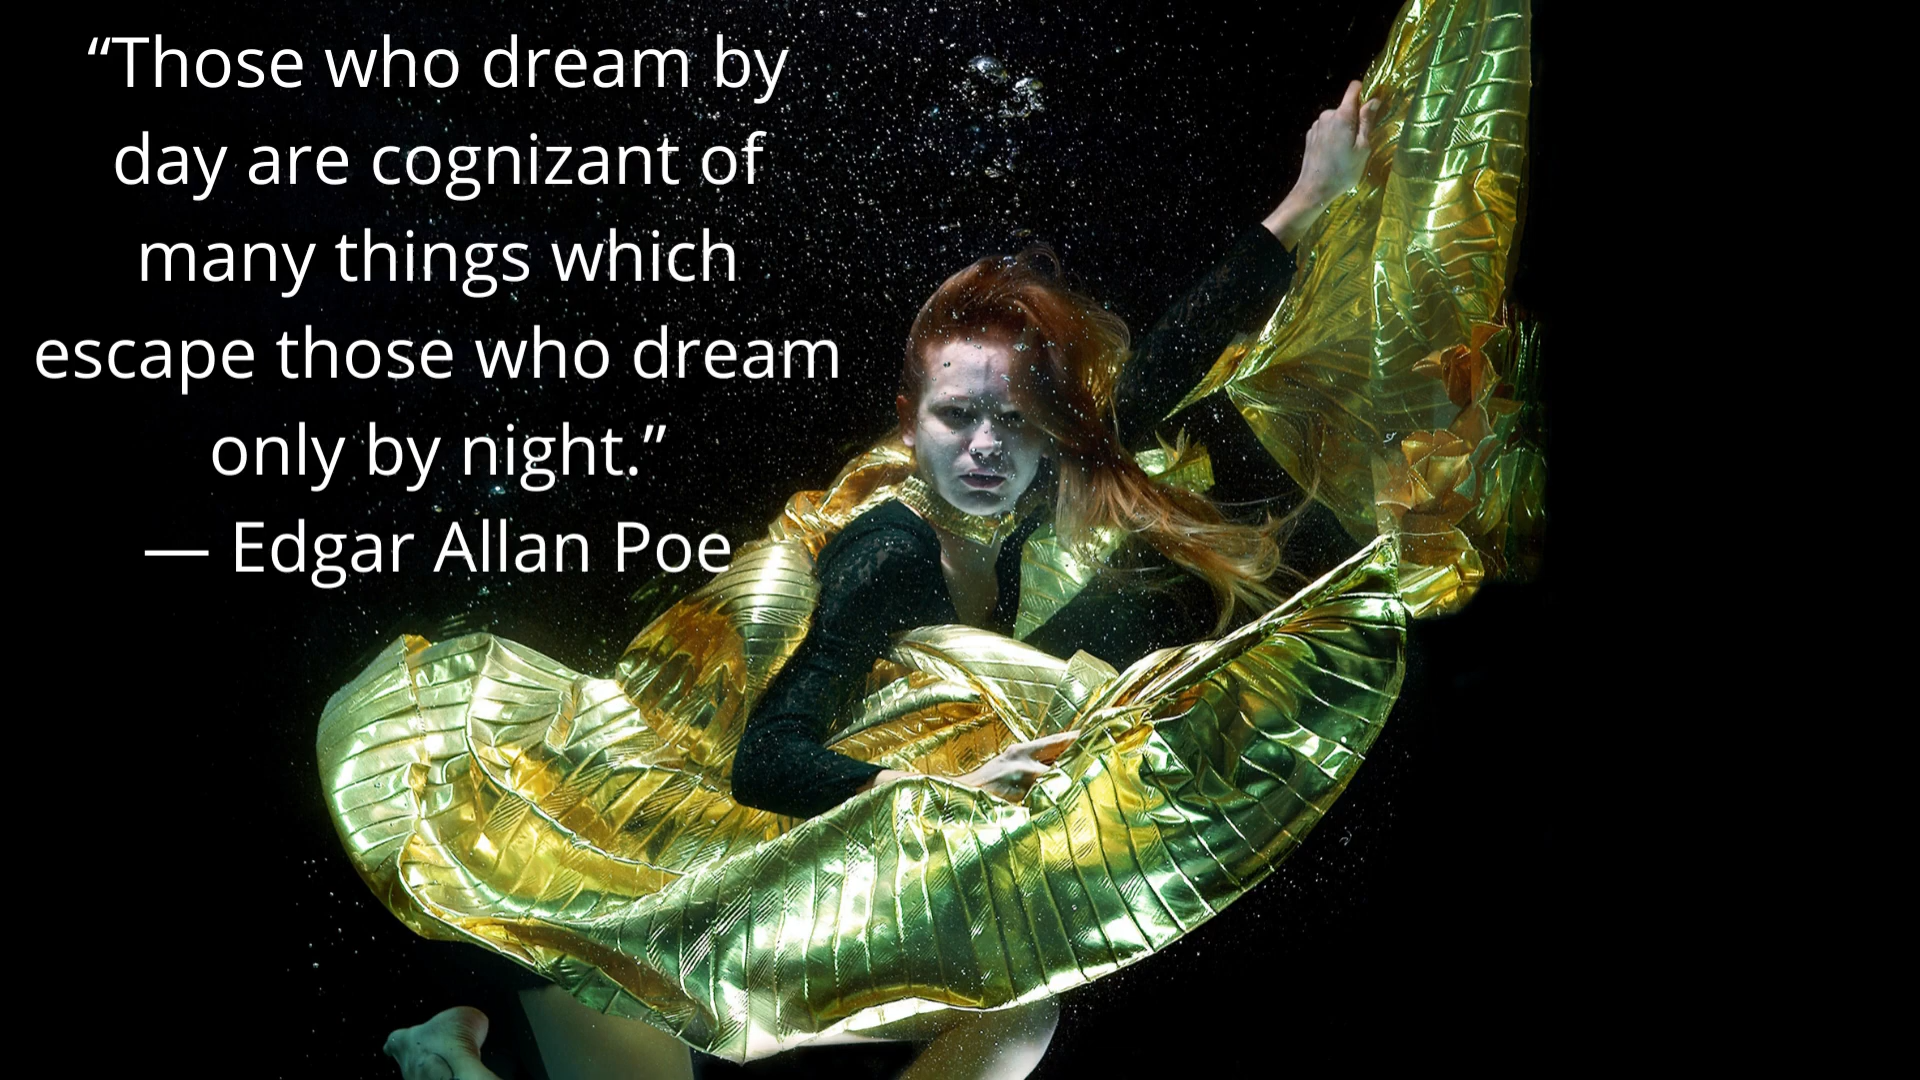 “Those who dream by
day are cognizant of
many things which
escape those who dream
only by night.”
— Edgar Allan Poe